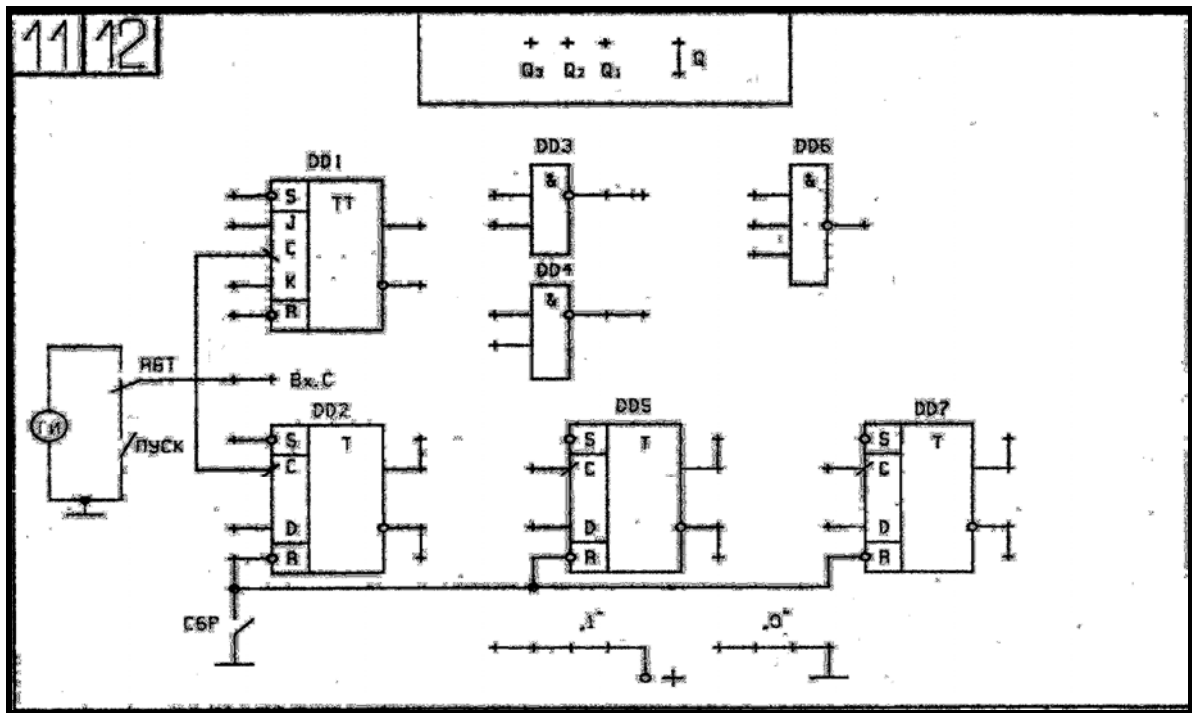 11 12
Q₃ Q₂ Q₁ Q
DD1
S
J
C
K
R
TT
DD3
&
DD4
&
DD6
&
АВТ
Вх.С
ГИ
ПУСК
DD2
S
C
D
R
T
DD5
S
C
D
R
T
DD7
S
C
D
R
T
СБР
„1” „0”
+